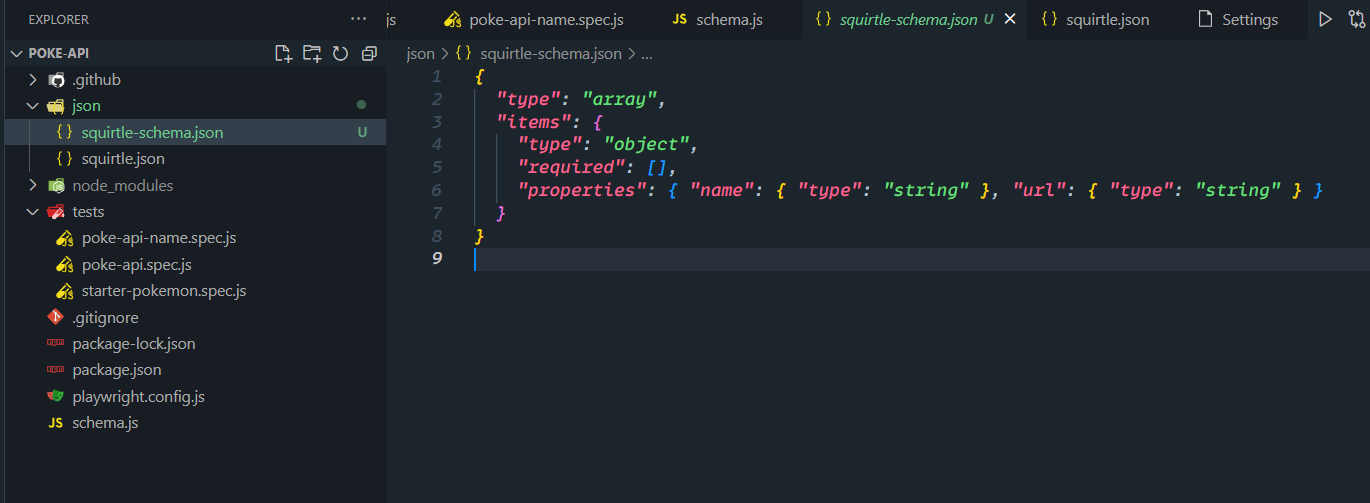 EXPLORER ...
js poke-api-name.spec.js JS schema.js {} squirtle-schema.json U × {} squirtle.json Settings
POKE-API
json > {} squirtle-schema.json > ...
.github
json
{} squirtle-schema.json U
{} squirtle.json
node_modules
tests
poke-api-name.spec.js
poke-api.spec.js
starter-pokemon.spec.js
.gitignore
npm package-lock.json
npm package.json
playwright.config.js
JS schema.js
1 {
2 "type": "array",
3 "items": {
4 "type": "object",
5 "required": [],
6 "properties": { "name": { "type": "string" }, "url": { "type": "string" } }
7 }
8 }
9